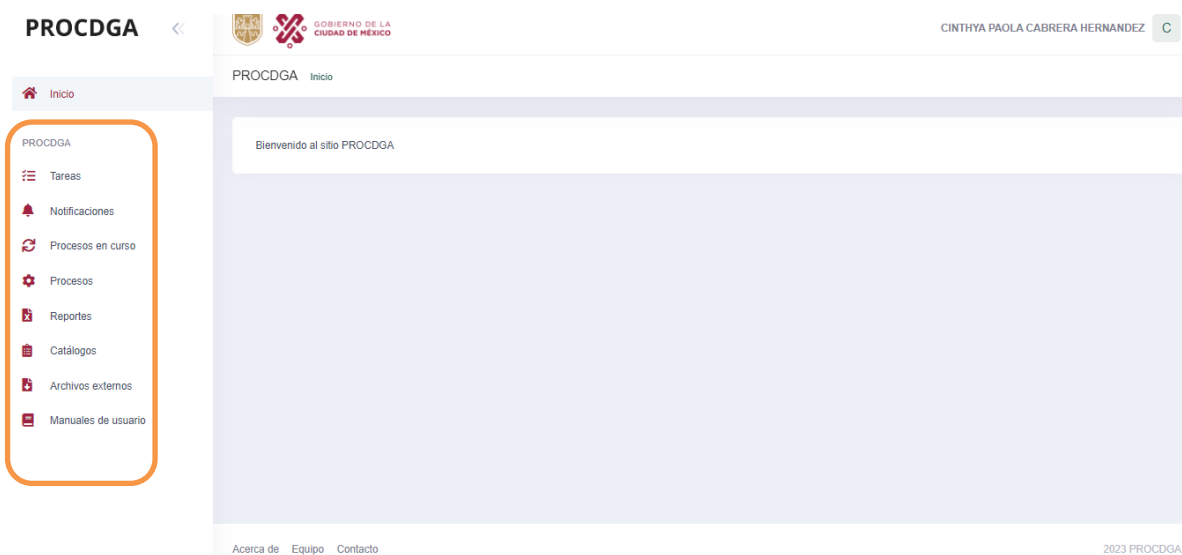 PROCDGA
GOBIERNO DE LA
CIUDAD DE MÉXICO
CINTHYA PAOLA CABRERA HERNANDEZ C
PROCDGA Inicio
Inicio
PROCDGA
Bienvenido al sitio PROCDGA
Tareas
Notificaciones
Procesos en curso
Procesos
Reportes
Catálogos
Archivos externos
Manuales de usuario
Acerca de Equipo Contacto
2023 PROCDGA